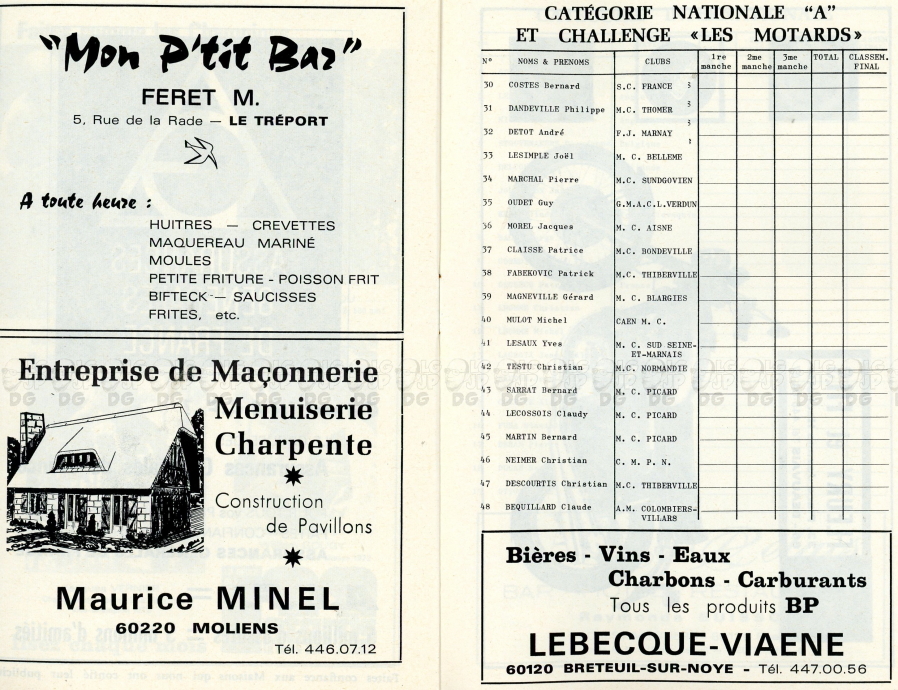 "Mon P'tit Bar"
FERET M.
5, Rue de la Rade — LE TRÉPORT
A toute heure :
HUITRES — CREVETTES
MAQUEREAU MARINÉ
MOULES
PETITE FRITURE - POISSON FRIT
BIFTECK — SAUCISSES
FRITES, etc.
Entreprise de Maçonnerie
Menuiserie
Charpente
Construction
de Pavillons
Maurice MINEL
60220 MOLIENS
Tél. 446.07.12
CATÉGORIE NATIONALE "A"
ET CHALLENGE «LES MOTARDS»
N° NOMS & PRENOMS CLUBS 1re manche 2me manche 3me manche TOTAL CLASSEM. FINAL
30 COSTES Bernard S.C. FRANCE
31 DANDEVILLE Philippe M.C. THOMER
32 DETOT André F.J. MARNAY
33 LESIMPLE Joël M. C. BELLEME
34 MARCHAL Pierre M.C. SUNDGOVIEN
35 OUDET Guy G.M.A.C.L.VERDUN
36 MOREL Jacques M. C. AISNE
37 CLAISSE Patrice M.C. BONDEVILLE
38 FABEKOVIC Patrick M.C. THIBERVILLE
39 MAGNEVILLE Gérard M. C. BLARGIES
40 MULOT Michel CAEN M. C.
41 LESAUX Yves M. C. SUD SEINE-
ET-MARNAIS
42 TESTU Christian M.C. NORMANDIE
43 SARRAT Bernard M. C. PICARD
44 LECOSSOIS Claudy M. C. PICARD
45 MARTIN Bernard M. C. PICARD
46 NEIMER Christian C. M. P. N.
47 DESCOURTIS Christian M.C. THIBERVILLE
48 BEQUILLARD Claude A.M. COLOMBIERS-
VILLARS
Bières - Vins - Eaux
Charbons - Carburants
Tous les produits BP
LEBECQUE-VIAENE
60120 BRETEUIL-SUR-NOYE - Tél. 447.00.56